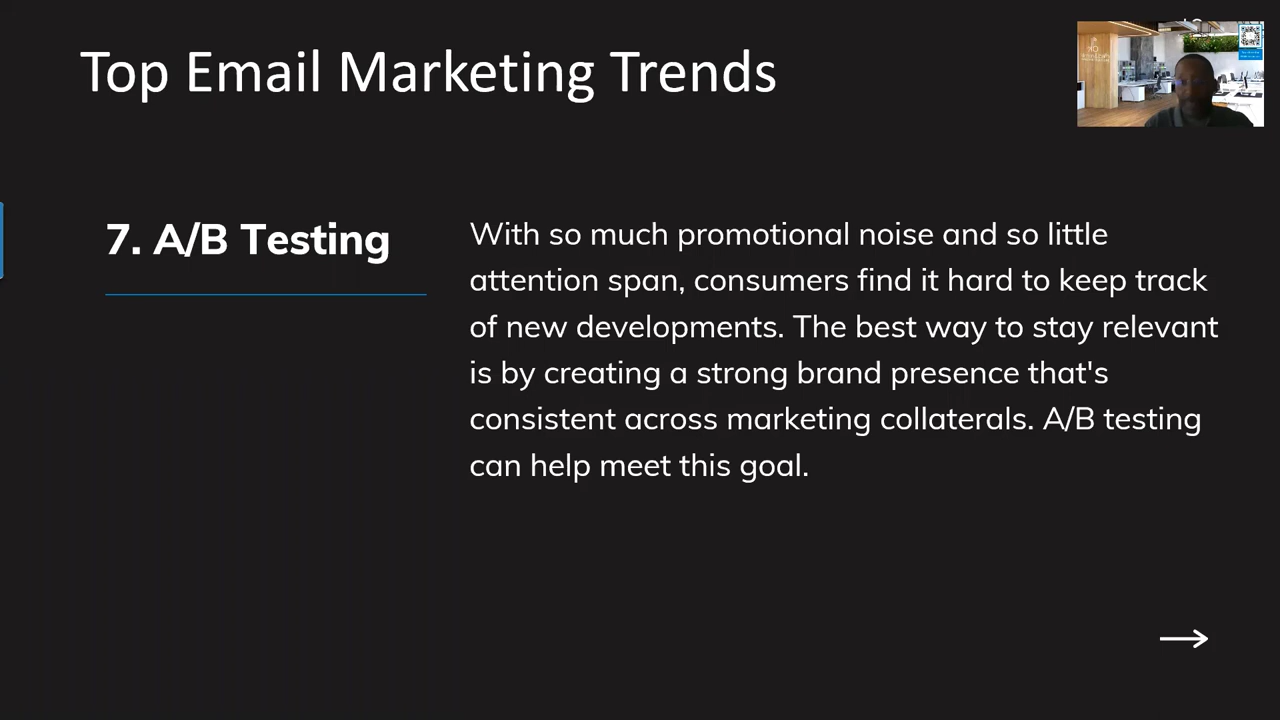 Top Email Marketing Trends
7. A/B Testing
With so much promotional noise and so little
attention span, consumers find it hard to keep track
of new developments. The best way to stay relevant
is by creating a strong brand presence that's
consistent across marketing collaterals. A/B testing
can help meet this goal.